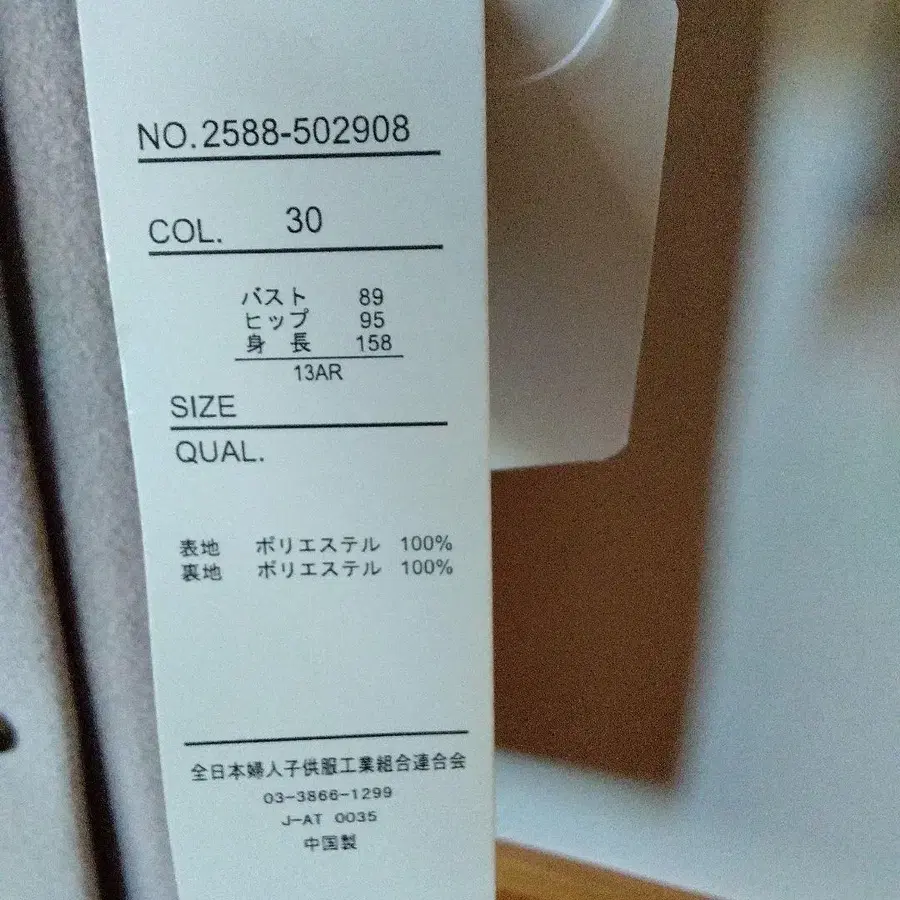 NO.2588-502908
COL. 30
バスト 89
ヒップ 95
身長 158
13AR
SIZE
QUAL.
表地 ポリエステル 100%
裏地 ポリエステル 100%
全日本婦人子供服工業組合連合会
03-3866-1299
J-AT 0035
中国製